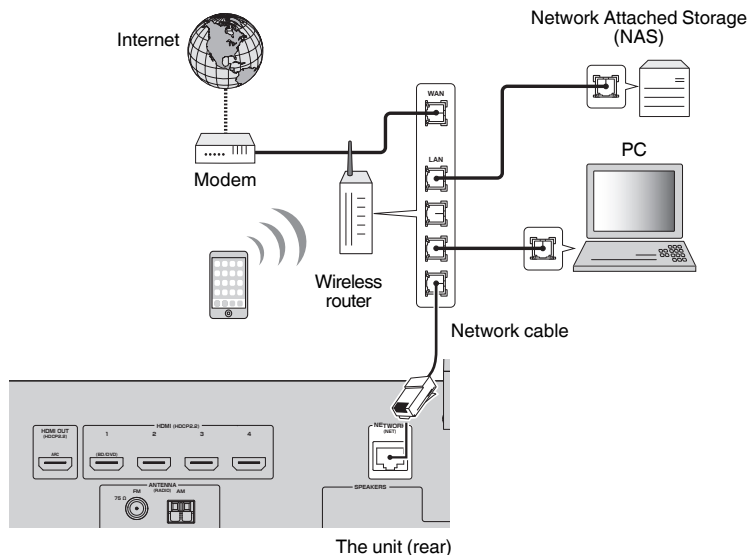 Network Attached Storage
(NAS)
Internet
WAN
PC
LAN
Modem
Wireless
router
Network cable
HDMI OUT
(HDCP2.2)
ARC
HDMI (HDCP2.2)
1
2
3
4
(BD/DVD)
NETWORK
(NET)
ANTENNA
(RADIO)
FM
AM
75 Ω
SPEAKERS
The unit (rear)